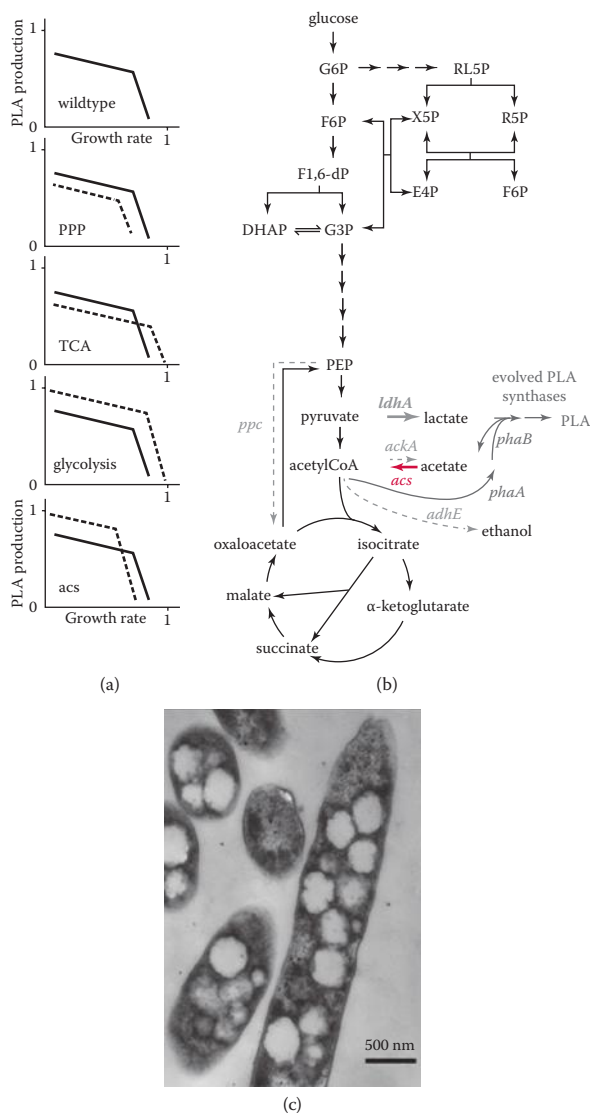 1
PLA production
wildtype
0
Growth rate
1
1
PPP
0
1
1
TCA
0
1
1
glycolysis
0
1
1
PLA production
acs
0
Growth rate
1
(a)
glucose
G6P
RL5P
F6P
X5P
R5P
F1,6-dP
E4P
F6P
DHAP
G3P
PEP
evolved PLA
synthases
ppc
pyruvate
ldhA
lactate
PLA
ackA
phaB
acetylCoA
acetate
acs
phaA
adhE
ethanol
oxaloacetate
isocitrate
malate
α-ketoglutarate
succinate
(b)
500 nm
(c)